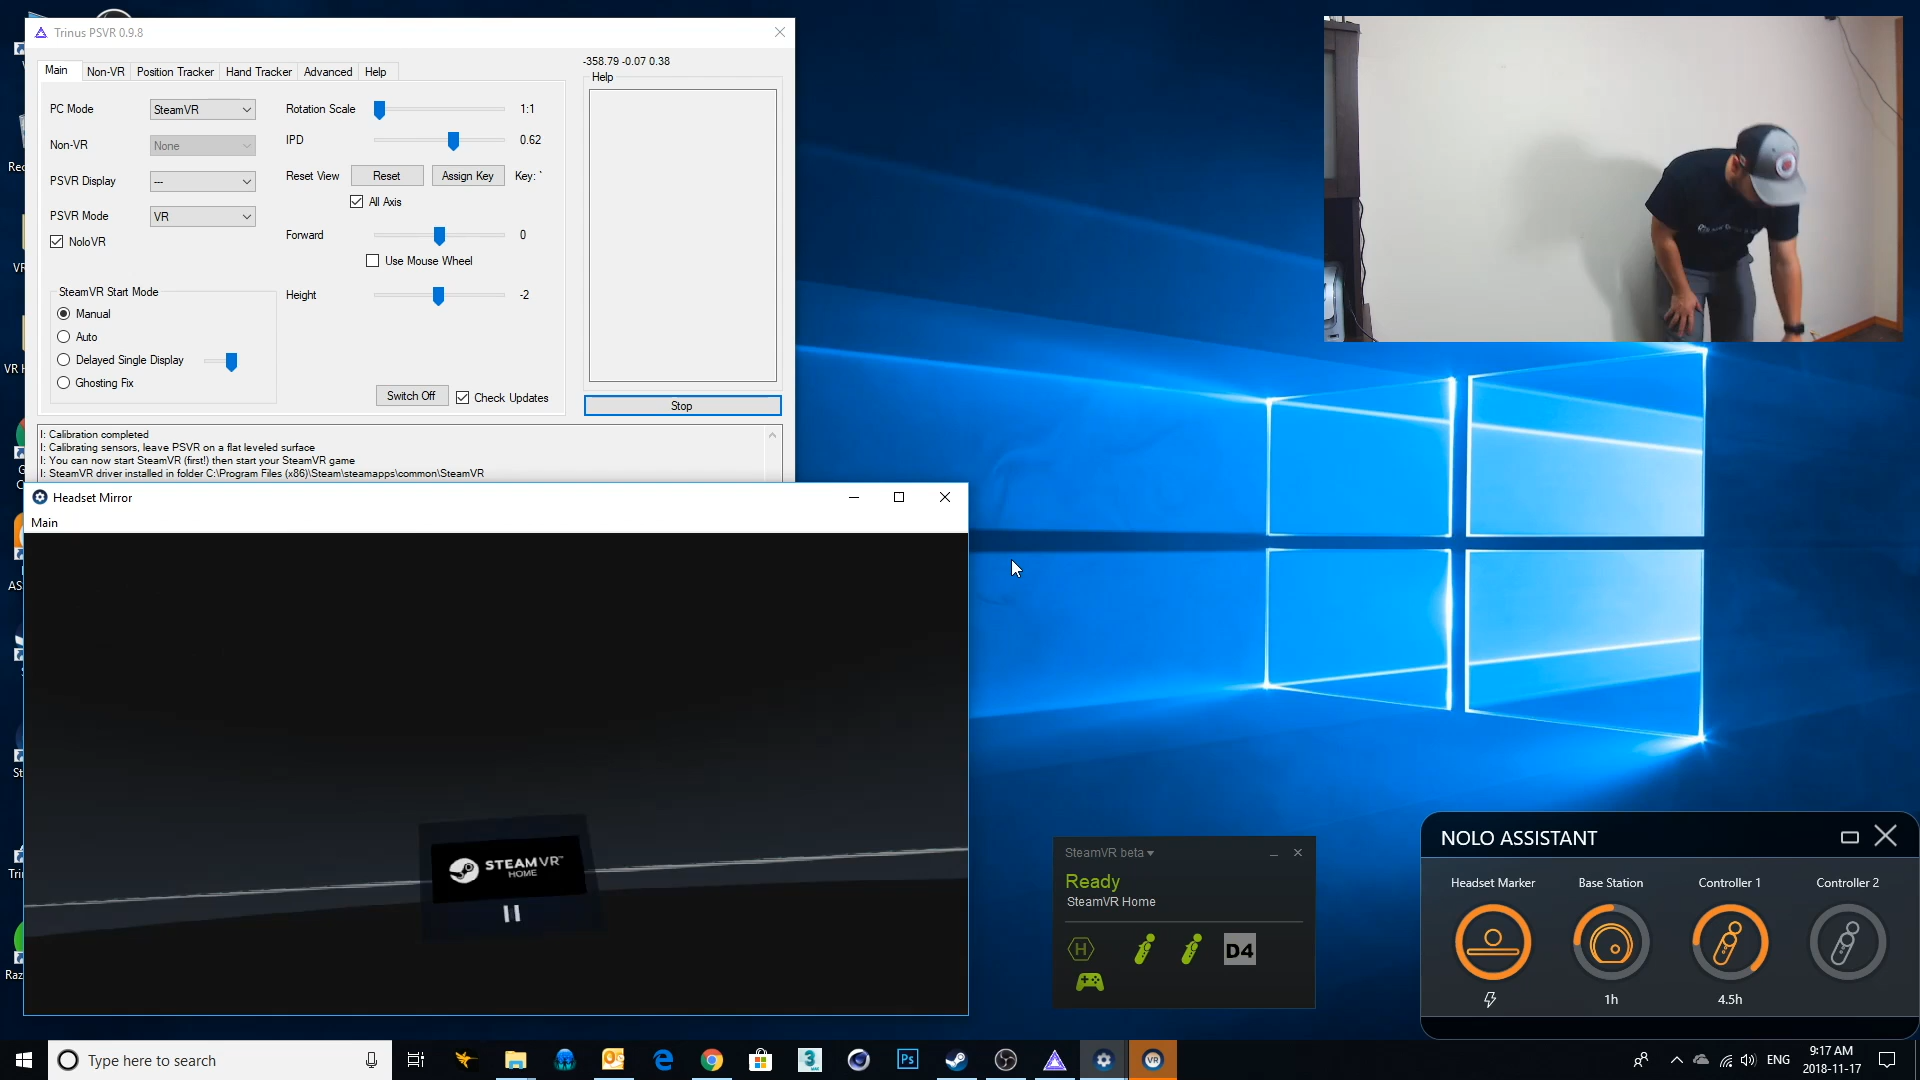 Trinus PSVR 0.9.8
Main
Non-VR
Position Tracker
Hand Tracker
Advanced
Help
-358.79 -0.07 0.38
Help
PC Mode
SteamVR
Rotation Scale
1:1
Non-VR
None
IPD
0.62
PSVR Display
---
Reset View
Reset
Assign Key
Key: `
All Axis
PSVR Mode
VR
NoloVR
Forward
0
Use Mouse Wheel
Height
-2
SteamVR Start Mode
Manual
Auto
Delayed Single Display
Ghosting Fix
Switch Off
Check Updates
Stop
I: Calibration completed
I: Calibrating sensors, leave PSVR on a flat leveled surface
I: You can now start SteamVR (first!) then start your SteamVR game
I: SteamVR driver installed in folder C:\Program Files (x86)\Steam\steamapps\common\SteamVR
Headset Mirror
Main
STEAMVR™
HOME
SteamVR beta
Ready
SteamVR Home
H
D4
NOLO ASSISTANT
Headset Marker
Base Station
Controller 1
Controller 2
1h
4.5h
Type here to search
3
Ps
VR
ENG
9:17 AM
2018-11-17